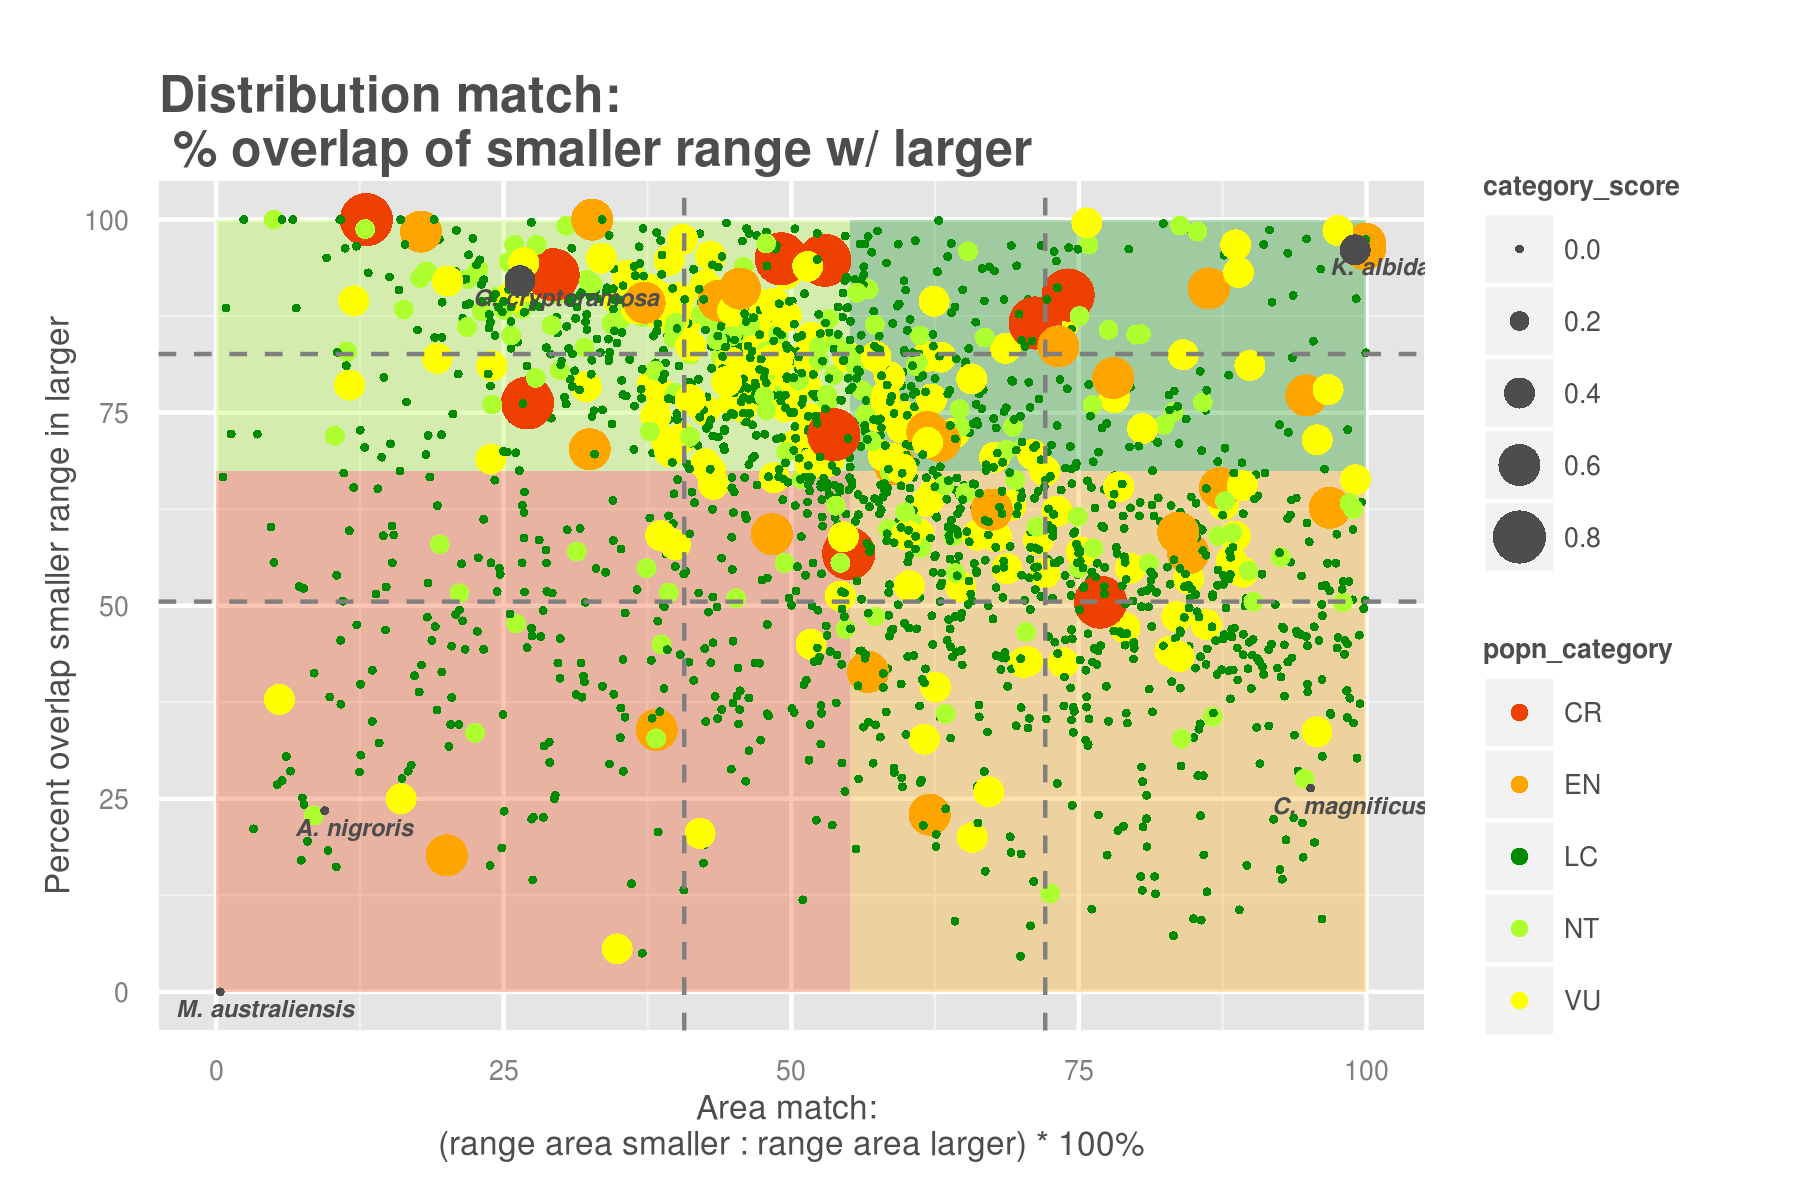 Distribution match:
% overlap of smaller range w/ larger
Percent overlap smaller range in larger
100
75
50
25
0
K. albida
G. cryptoramosa
C. magnificus
A. nigroris
M. australiensis
0
25
50
75
100
Area match:
(range area smaller : range area larger) * 100%
category_score
0.0
0.2
0.4
0.6
0.8
popn_category
CR
EN
LC
NT
VU